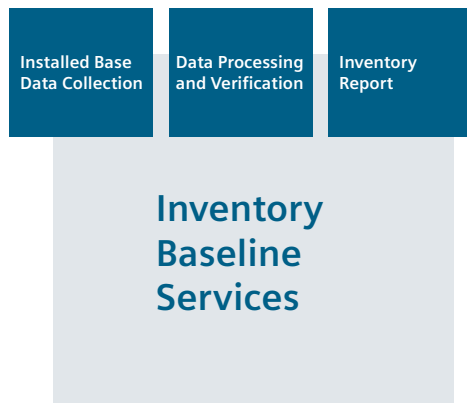 Installed Base
Data Collection
Data Processing
and Verification
Inventory
Report
Inventory
Baseline
Services